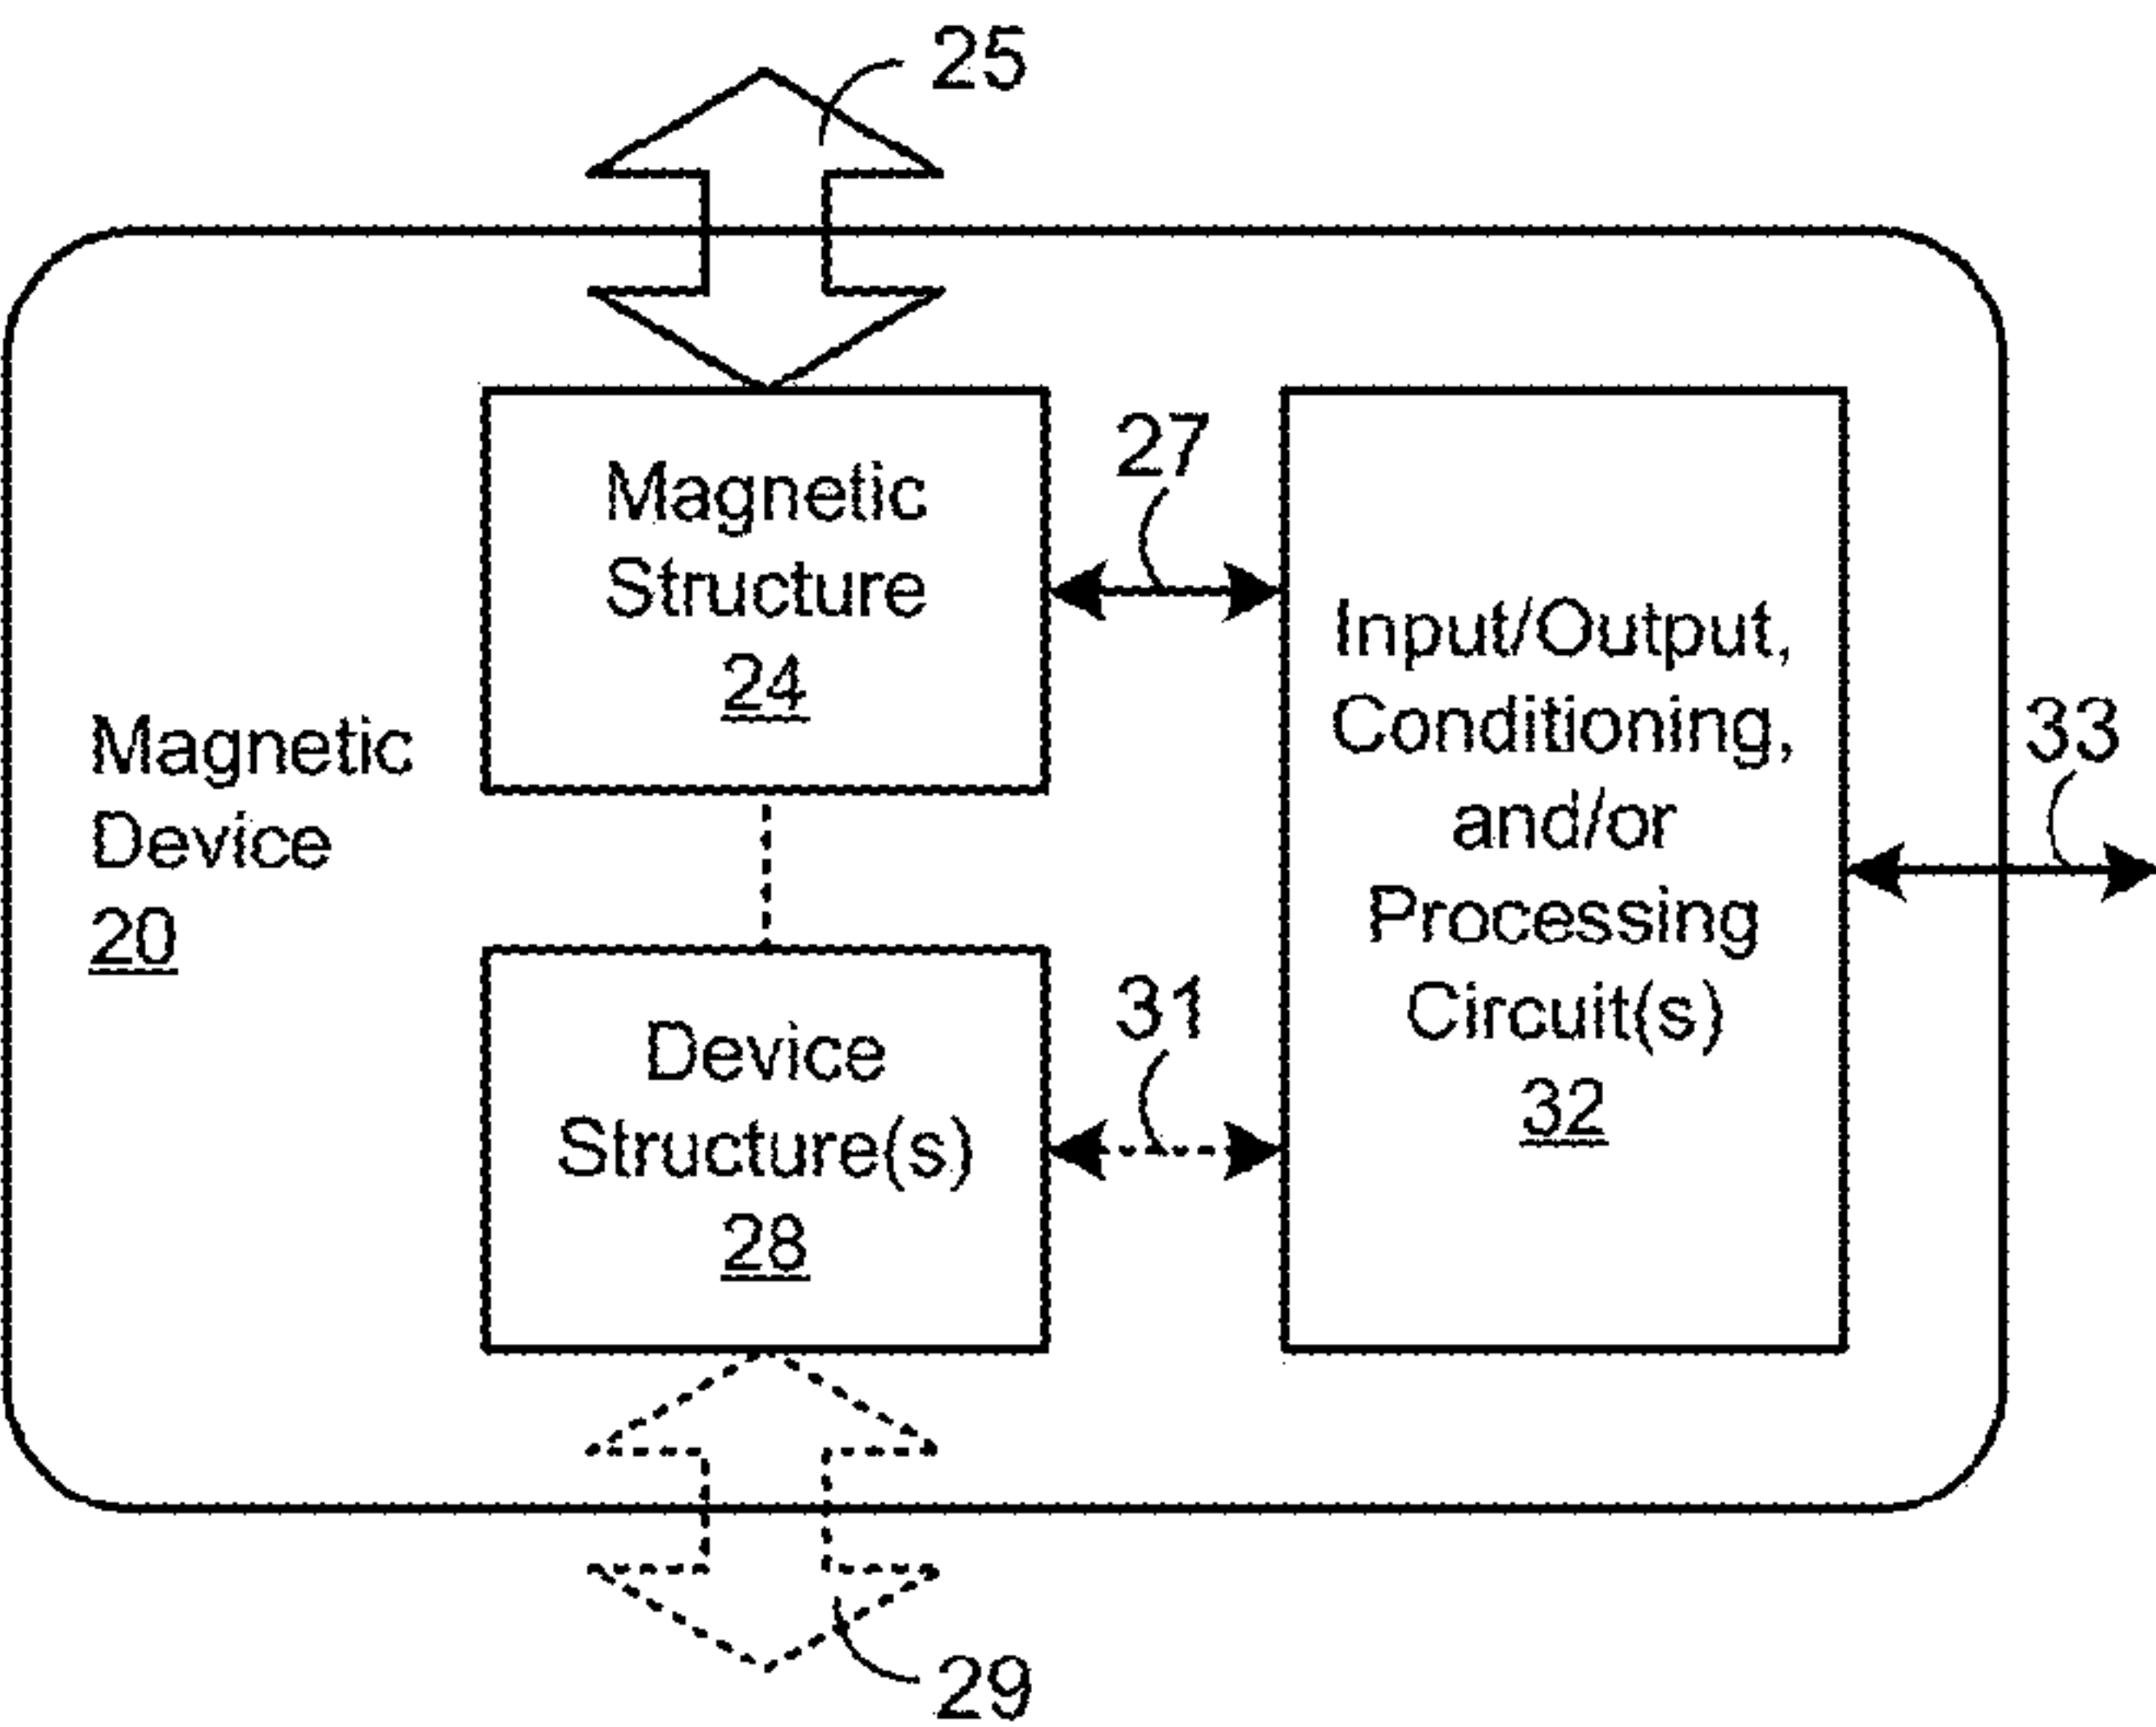 25
Magnetic
Structure
24
27
Input/Output,
Conditioning,
and/or
Processing
Circuit(s)
32
33
Magnetic
Device
20
Device
Structure(s)
28
31
29